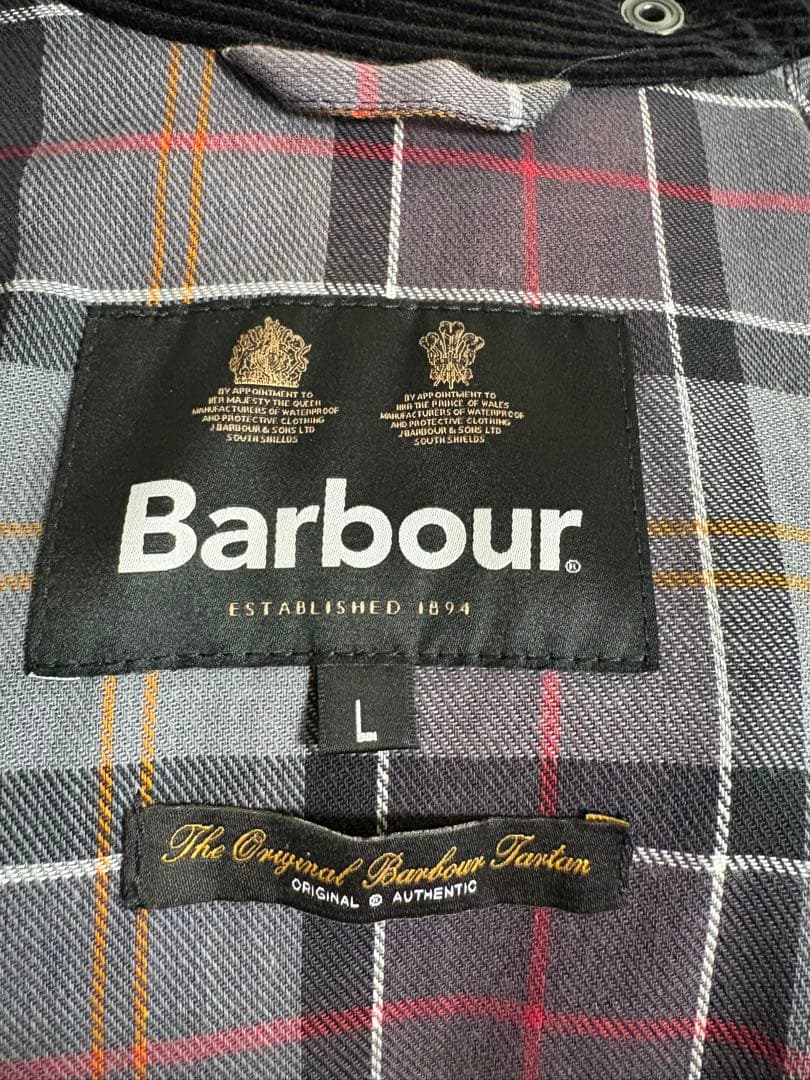 BY APPOINTMENT TO
HER MAJESTY THE QUEEN
MANUFACTURERS OF WATERPROOF
AND PROTECTIVE CLOTHING
J BARBOUR & SONS LTD
SOUTH SHIELDS
BY APPOINTMENT TO
HRH THE PRINCE OF WALES
MANUFACTURERS OF WATERPROOF
AND PROTECTIVE CLOTHING
J BARBOUR & SONS LTD
SOUTH SHIELDS
Barbour®
ESTABLISHED 1894
L
The Original Barbour Tartan
ORIGINAL ® AUTHENTIC